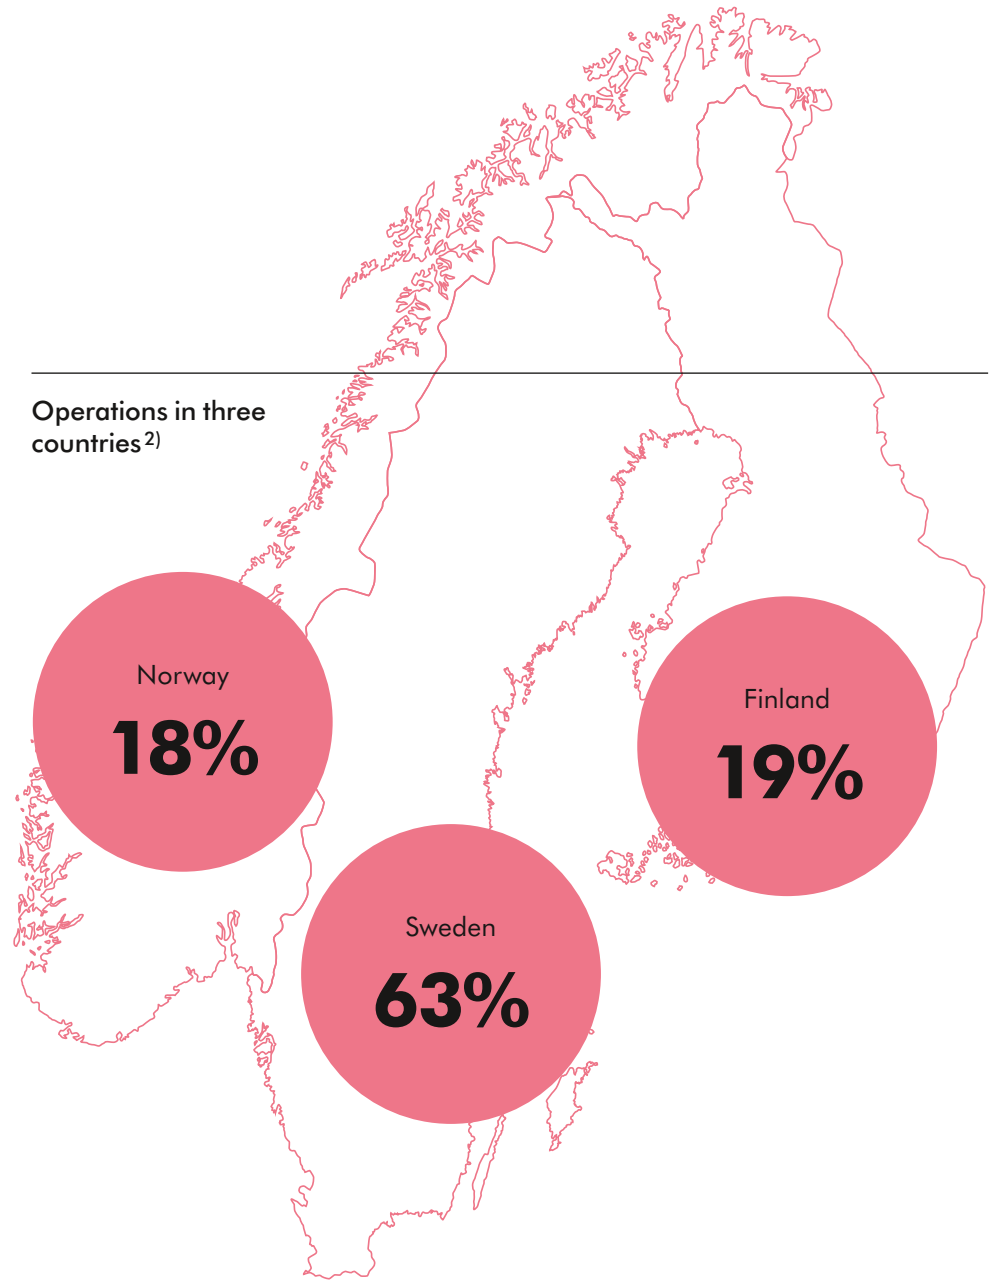 Operations in three
countries 2)
Norway
18%
Finland
19%
Sweden
63%